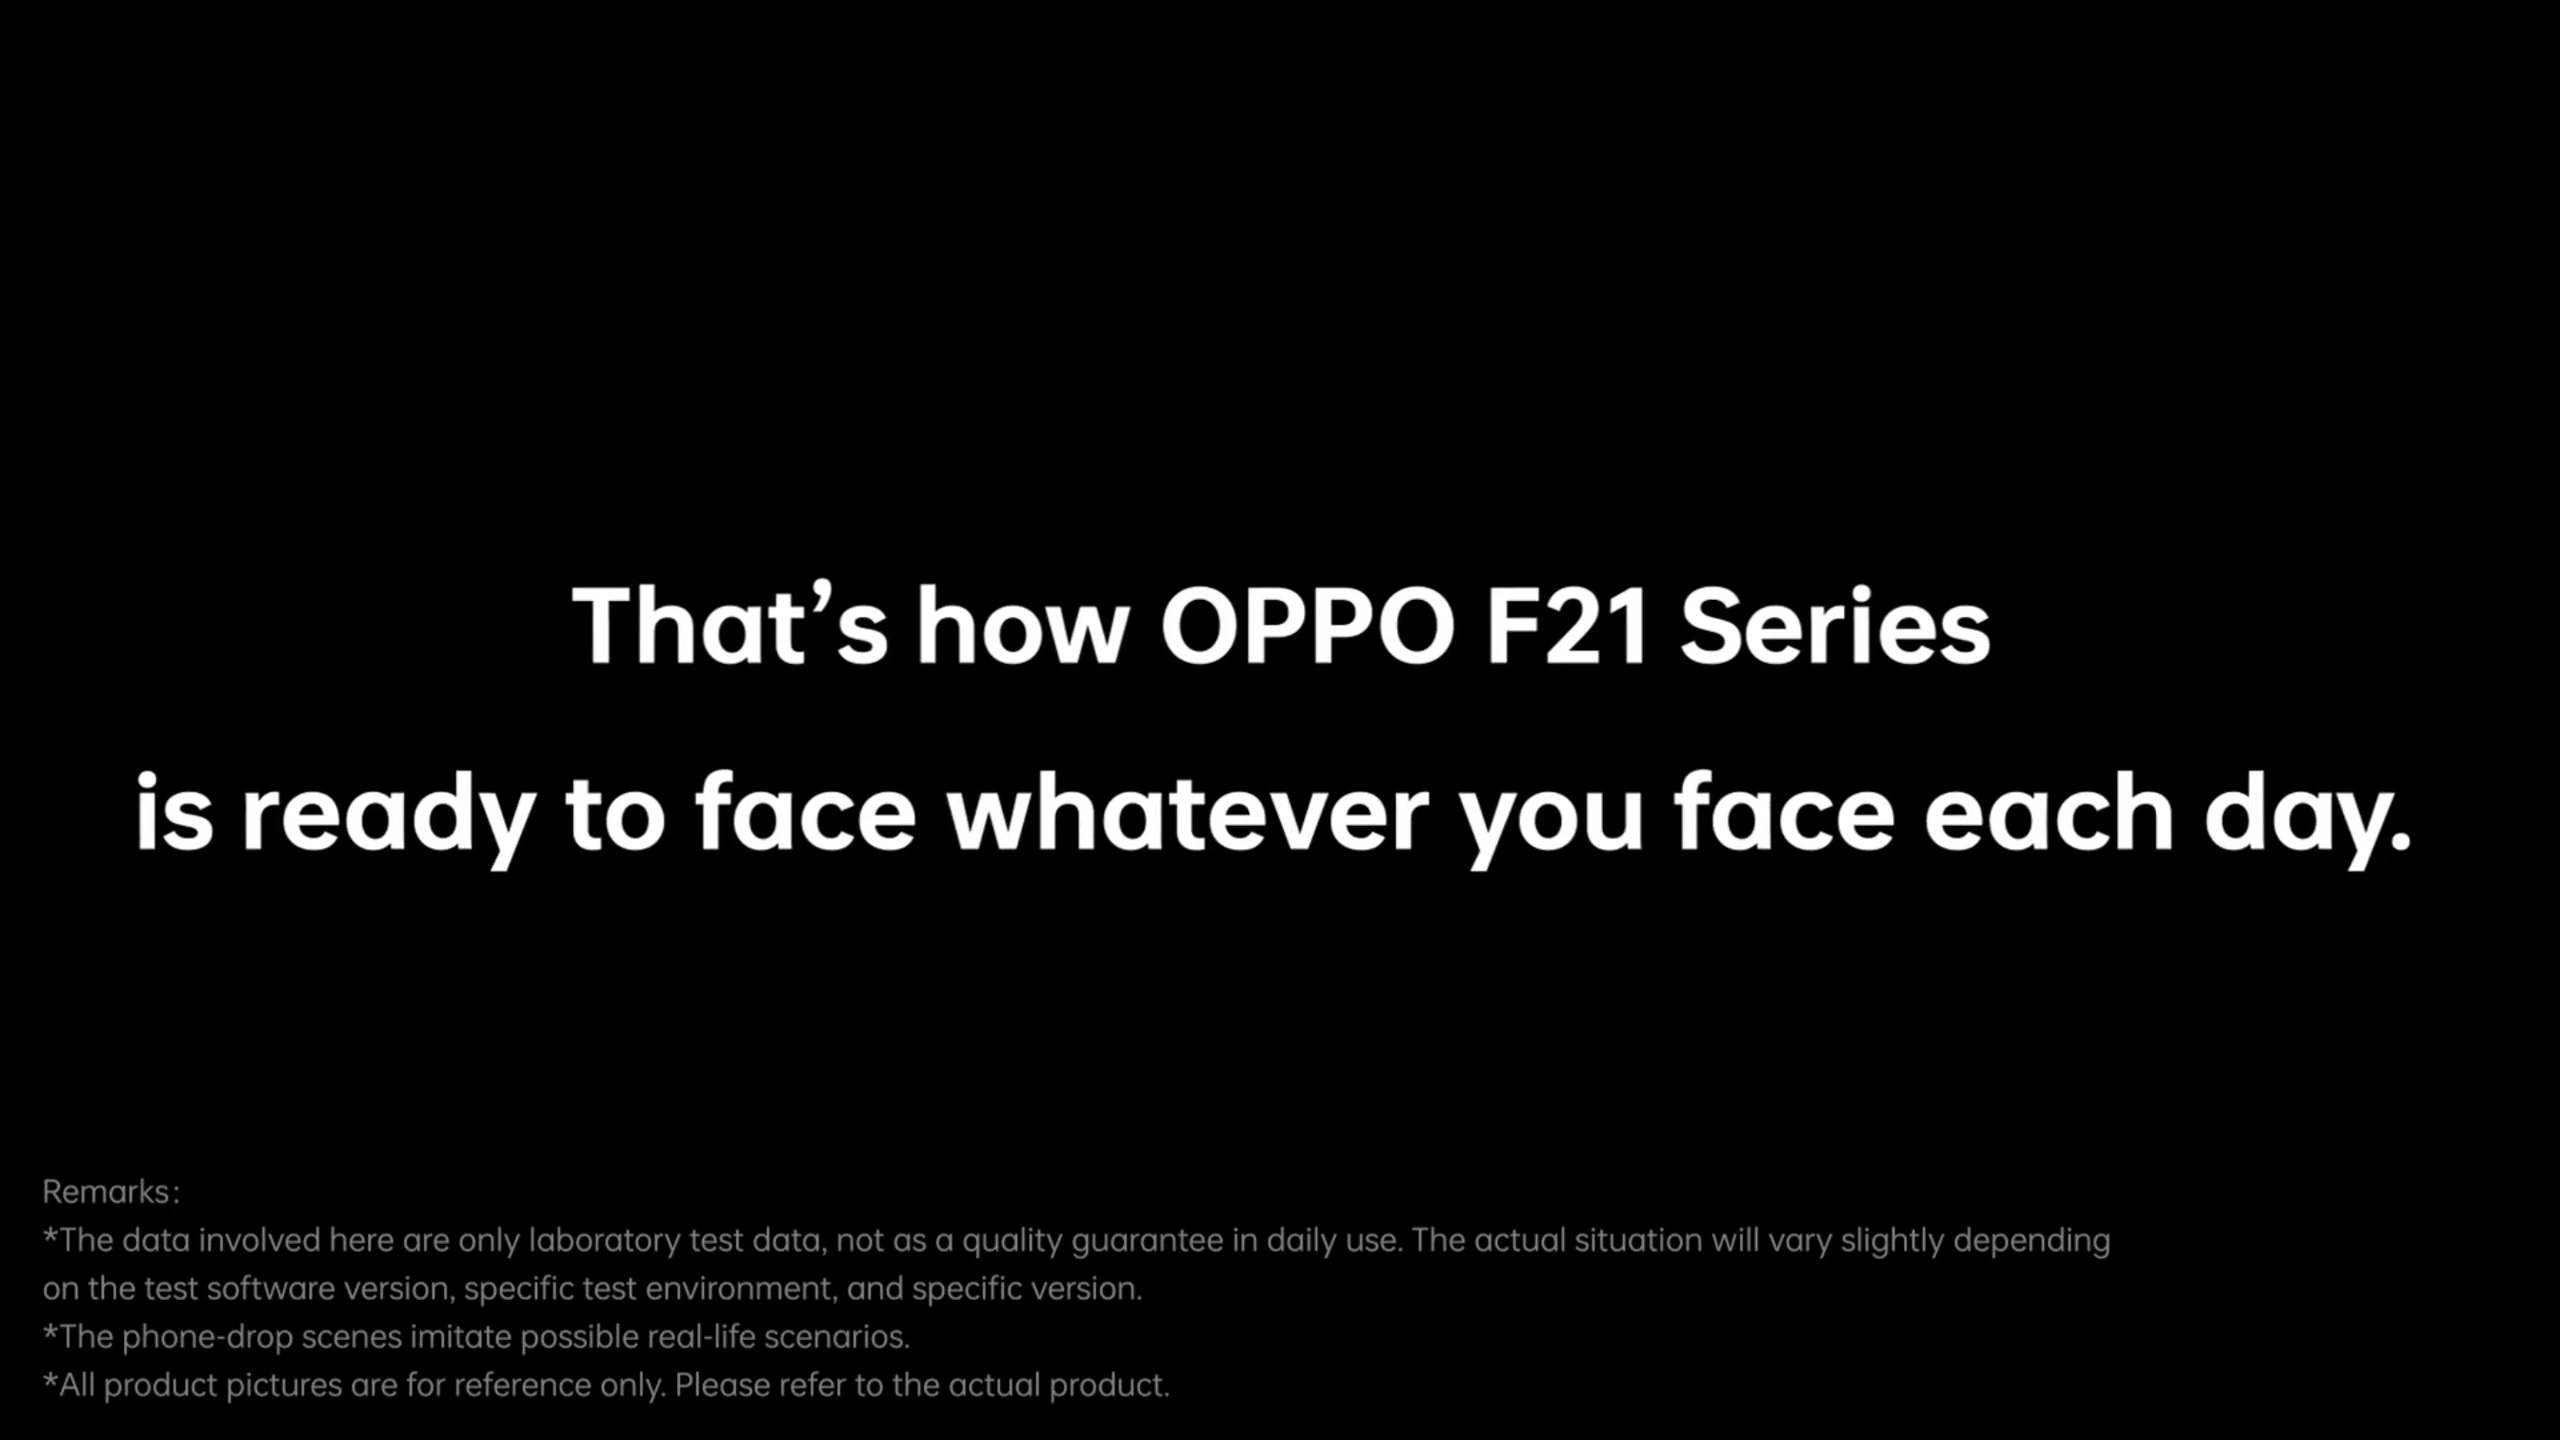 That’s how OPPO F21 Series
is ready to face whatever you face each day.
Remarks:
*The data involved here are only laboratory test data, not as a quality guarantee in daily use. The actual situation will vary slightly depending
on the test software version, specific test environment, and specific version.
*The phone-drop scenes imitate possible real-life scenarios.
*All product pictures are for reference only. Please refer to the actual product.